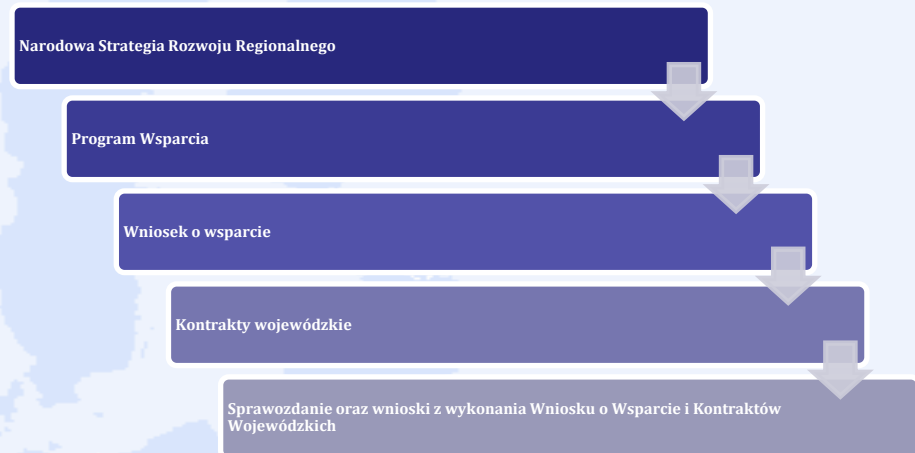 Narodowa Strategia Rozwoju Regionalnego
Program Wsparcia
Wniosek o wsparcie
Kontrakty wojewódzkie
Sprawozdanie oraz wnioski z wykonania Wniosku o Wsparcie i Kontraktów
Wojewódzkich